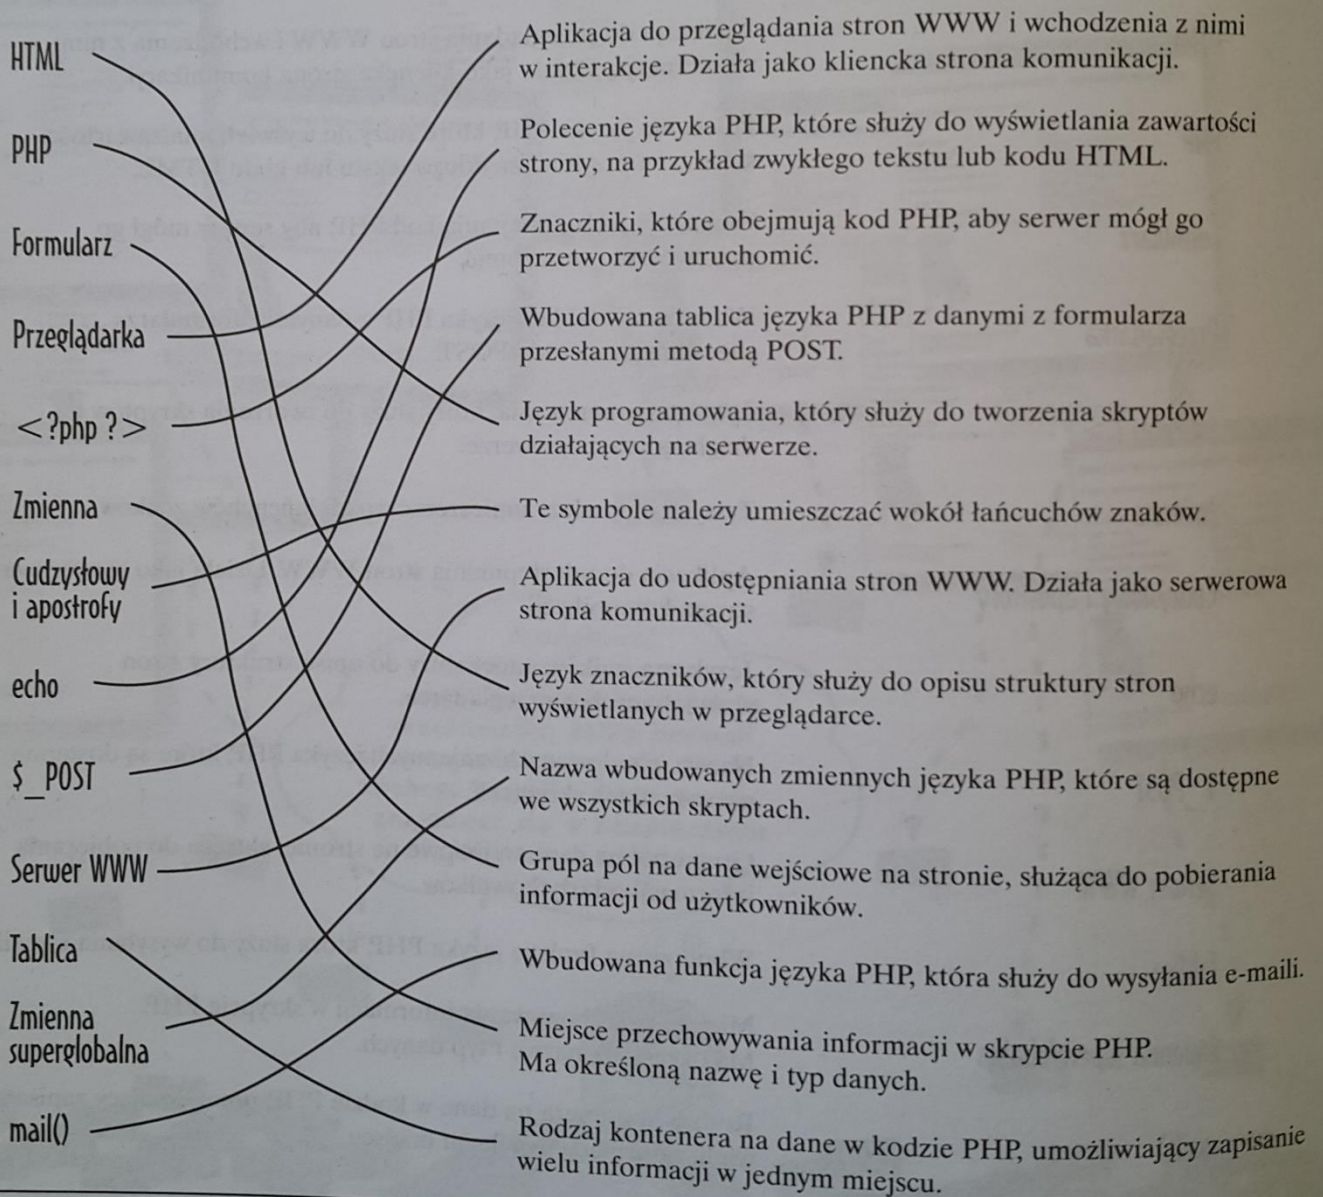 HTML
PHP
Formularz
Przeglądarka
<?php ?>
Zmienna
Cudzysłowy
i apostrofy
echo
$_POST
Serwer WWW
Tablica
Zmienna
superglobalna
mail()
Aplikacja do przeglądania stron WWW i wchodzenia z nimi
w interakcje. Działa jako kliencka strona komunikacji.
Polecenie języka PHP, które służy do wyświetlania zawartości
strony, na przykład zwykłego tekstu lub kodu HTML.
Znaczniki, które obejmują kod PHP, aby serwer mógł go
przetworzyć i uruchomić.
Wbudowana tablica języka PHP z danymi z formularza
przesłanymi metodą POST.
Język programowania, który służy do tworzenia skryptów
działających na serwerze.
Te symbole należy umieszczać wokół łańcuchów znaków.
Aplikacja do udostępniania stron WWW. Działa jako serwerowa
strona komunikacji.
Język znaczników, który służy do opisu struktury stron
wyświetlanych w przeglądarce.
Nazwa wbudowanych zmiennych języka PHP, które są dostępne
we wszystkich skryptach.
Grupa pól na dane wejściowe na stronie, służąca do pobierania
informacji od użytkowników.
Wbudowana funkcja języka PHP, która służy do wysyłania e-maili.
Miejsce przechowywania informacji w skrypcie PHP.
Ma określoną nazwę i typ danych.
Rodzaj kontenera na dane w kodzie PHP, umożliwiający zapisanie
wielu informacji w jednym miejscu.